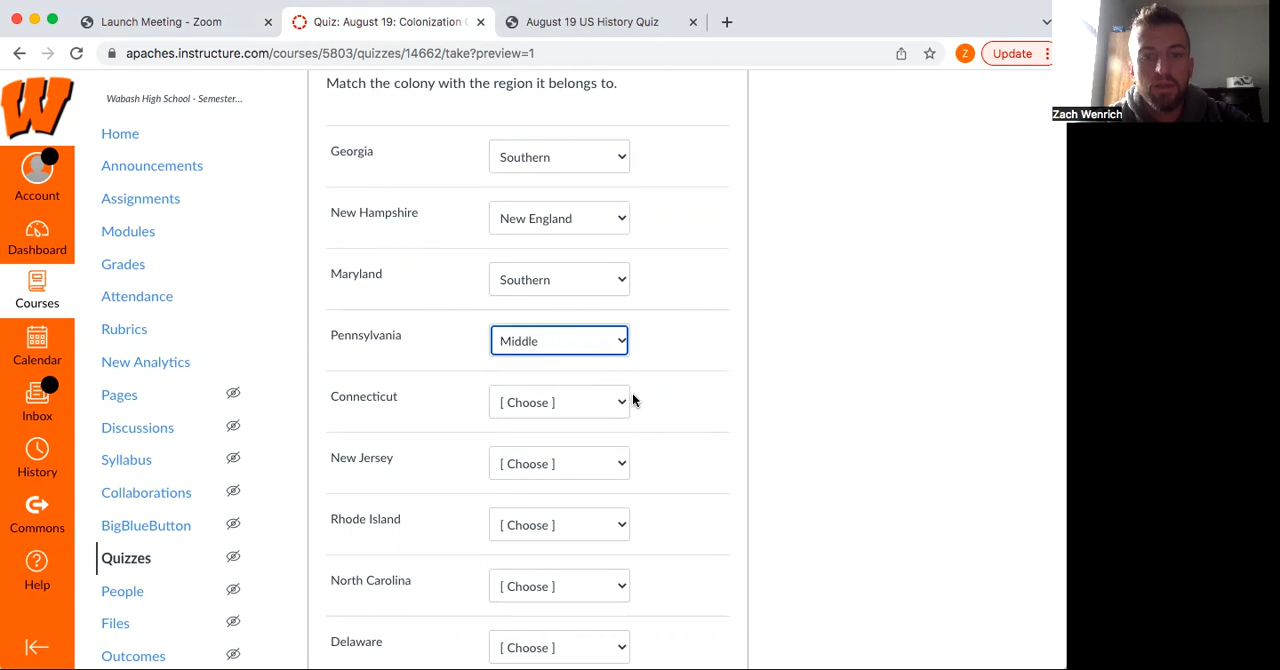 Launch Meeting - Zoom
Quiz: August 19: Colonization
August 19 US History Quiz
apaches.instructure.com/courses/5803/quizzes/14662/take?preview=1
Z
Update
W
Account
Dashboard
Courses
Calendar
Inbox
History
Commons
Help
Wabash High School - Semester...
Home
Announcements
Assignments
Modules
Grades
Attendance
Rubrics
New Analytics
Pages
Discussions
Syllabus
Collaborations
BigBlueButton
Quizzes
People
Files
Outcomes
Match the colony with the region it belongs to.
Georgia Southern
New Hampshire New England
Maryland Southern
Pennsylvania Middle
Connecticut [ Choose ]
New Jersey [ Choose ]
Rhode Island [ Choose ]
North Carolina [ Choose ]
Delaware [ Choose ]
Zach Wenrich